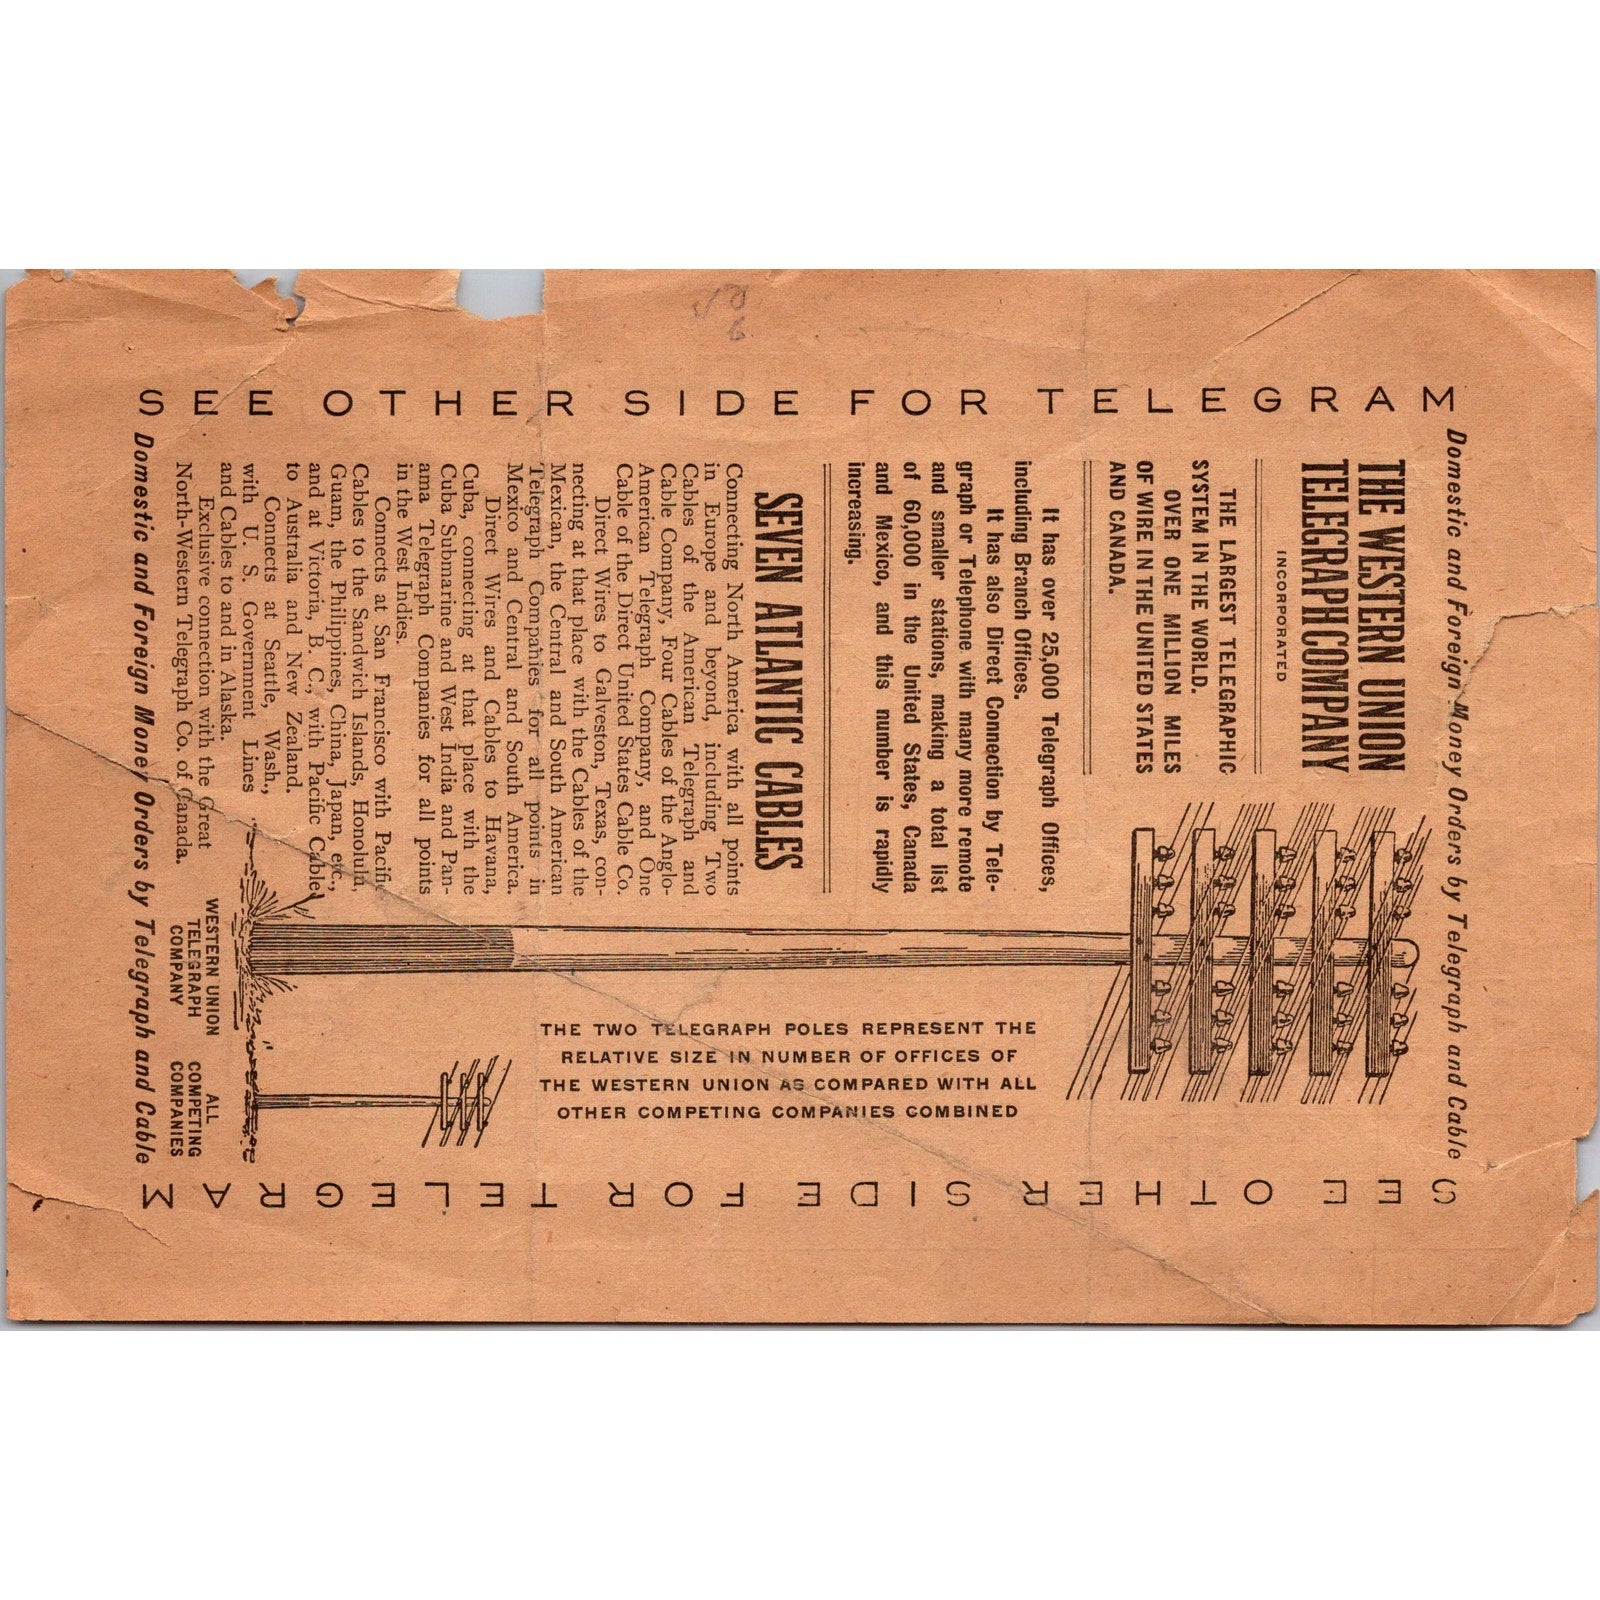 SEE OTHER SIDE FOR TELEGRAM
Domestic and Foreign Money Orders by Telegraph and Cable
THE WESTERN UNION
TELEGRAPH COMPANY
INCORPORATED
THE LARGEST TELEGRAPHIC
SYSTEM IN THE WORLD.
OVER ONE MILLION MILES
OF WIRE IN THE UNITED STATES
AND CANADA.
It has over 25,000 Telegraph Offices,
including Branch Offices.
It has also Direct Connection by Tele-
graph or Telephone with many more remote
and smaller stations, making a total list
of 60,000 in the United States, Canada
and Mexico, and this number is rapidly
increasing.
SEVEN ATLANTIC CABLES
Connecting North America with all points
in Europe and beyond, including Two
Cables of the American Telegraph and
Cable Company, Four Cables of the Anglo-
American Telegraph Company, and One
Cable of the Direct United States Cable Co.
Direct Wires to Galveston, Texas, con-
necting at that place with the Cables of the
Mexican, the Central and South American
Telegraph Companies for all points in
Mexico and Central and South America.
Direct Wires and Cables to Havana,
Cuba, connecting at that place with the
Cuba Submarine and West India and Pan-
ama Telegraph Companies for all points
in the West Indies.
Connects at San Francisco with Pacific
Cables to the Sandwich Islands, Honolulu,
Guam, the Philippines, China, Japan, etc.,
and at Victoria, B. C., with Pacific Cable
to Australia and New Zealand.
Connects at Seattle, Wash.,
with U. S. Government Lines
and Cables to and in Alaska.
Exclusive connection with the Great
North-Western Telegraph Co. of Canada.
THE TWO TELEGRAPH POLES REPRESENT THE
RELATIVE SIZE IN NUMBER OF OFFICES OF
THE WESTERN UNION AS COMPARED WITH ALL
OTHER COMPETING COMPANIES COMBINED
WESTERN UNION
TELEGRAPH
COMPANY
ALL
COMPETING
COMPANIES
Domestic and Foreign Money Orders by Telegraph and Cable
SEE OTHER SIDE FOR TELEGRAM